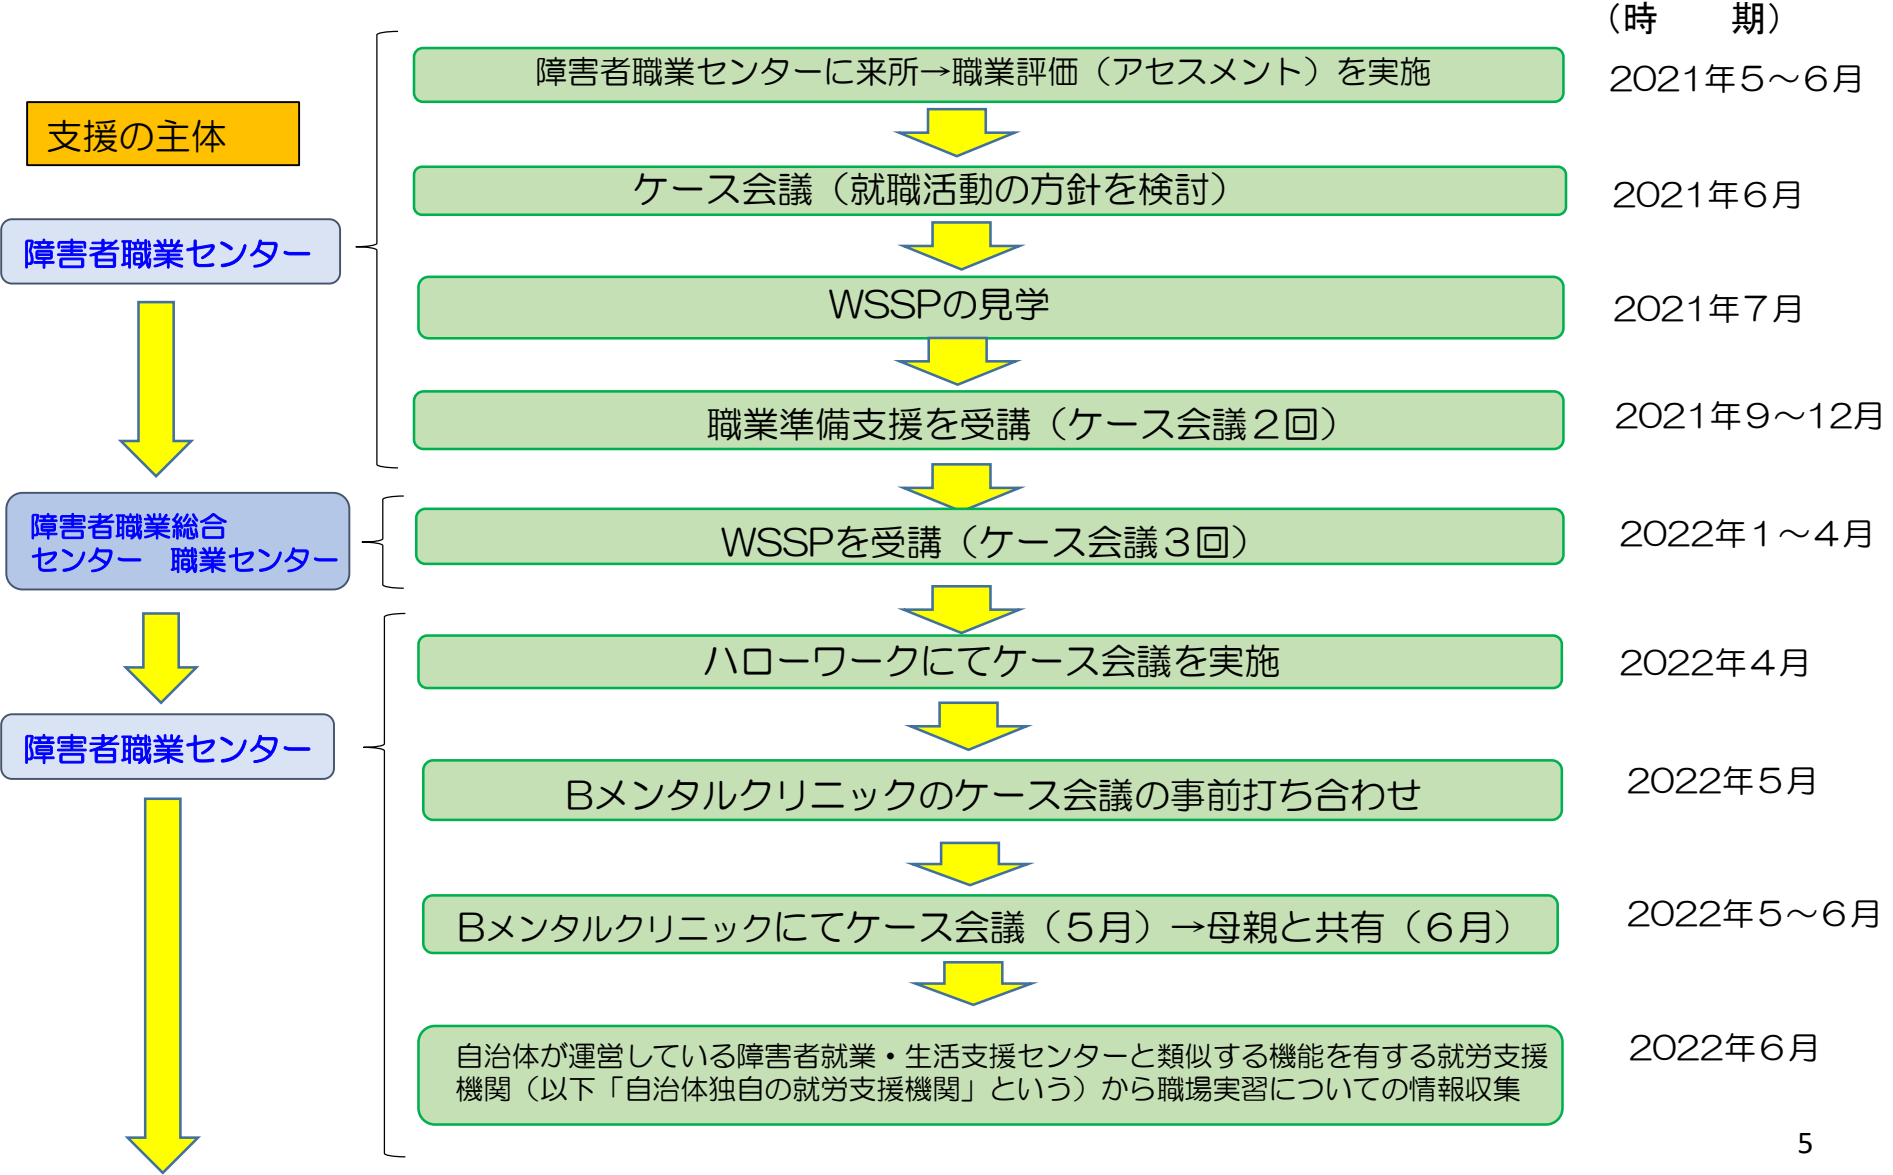 （時　　期）
支援の主体
障害者職業センターに来所→職業評価（アセスメント）を実施
2021年５～６月
ケース会議（就職活動の方針を検討）
2021年６月
障害者職業センター
WSSPの見学
2021年７月
職業準備支援を受講（ケース会議２回）
2021年９～12月
障害者職業総合
センター　職業センター
WSSPを受講（ケース会議３回）
2022年１～４月
ハローワークにてケース会議を実施
2022年４月
障害者職業センター
Bメンタルクリニックのケース会議の事前打ち合わせ
2022年５月
Bメンタルクリニックにてケース会議（５月）→母親と共有（６月）
2022年５～６月
自治体が運営している障害者就業・生活支援センターと類似する機能を有する就労支援
機関（以下「自治体独自の就労支援機関」という）から職場実習についての情報収集
2022年６月
5